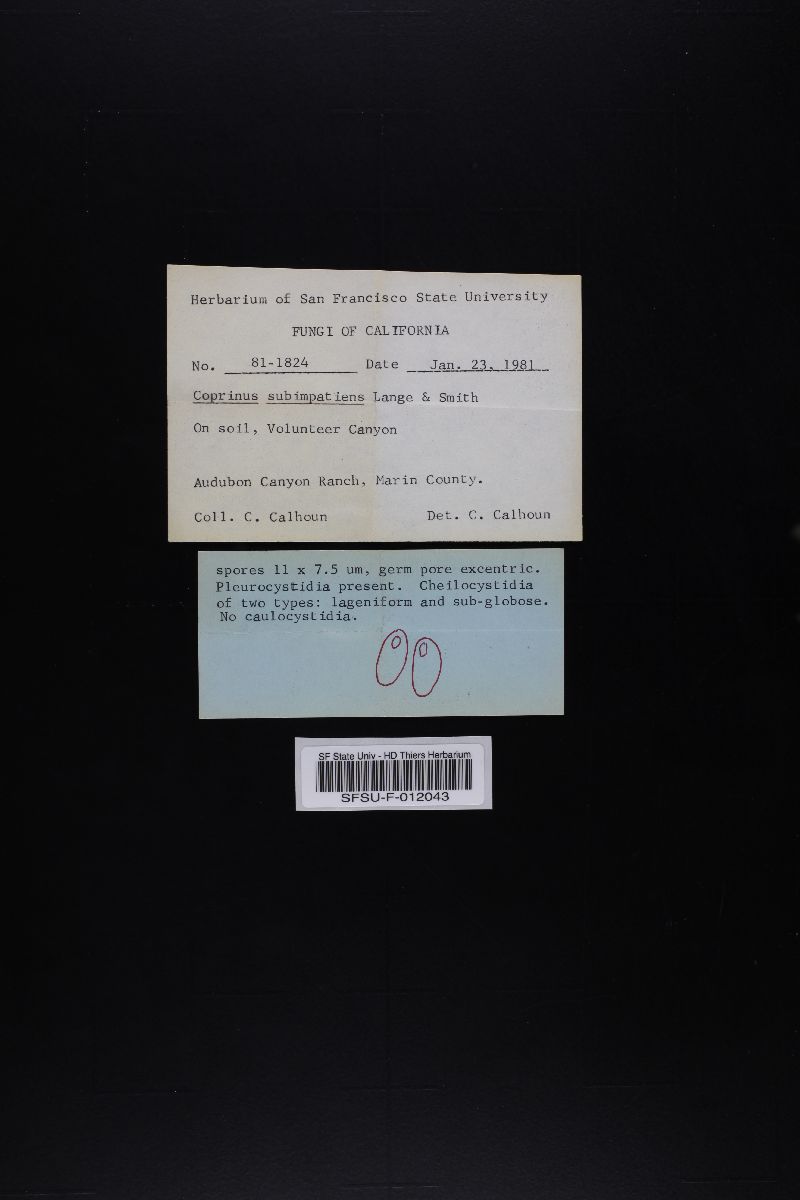 Herbarium of San Francisco State University
FUNGI OF CALIFORNIA
No. 81-1824 Date Jan. 23, 1981
Coprinus subimpatiens Lange & Smith
On soil, Volunteer Canyon
Audubon Canyon Ranch, Marin County.
Coll. C. Calhoun Det. C. Calhoun
spores 11 x 7.5 um, germ pore excentric.
Pleurocystidia present. Cheilocystidia
of two types: lageniform and sub-globose.
No caulocystidia.
SF State Univ - HD Thiers Herbarium
SFSU-F-012043